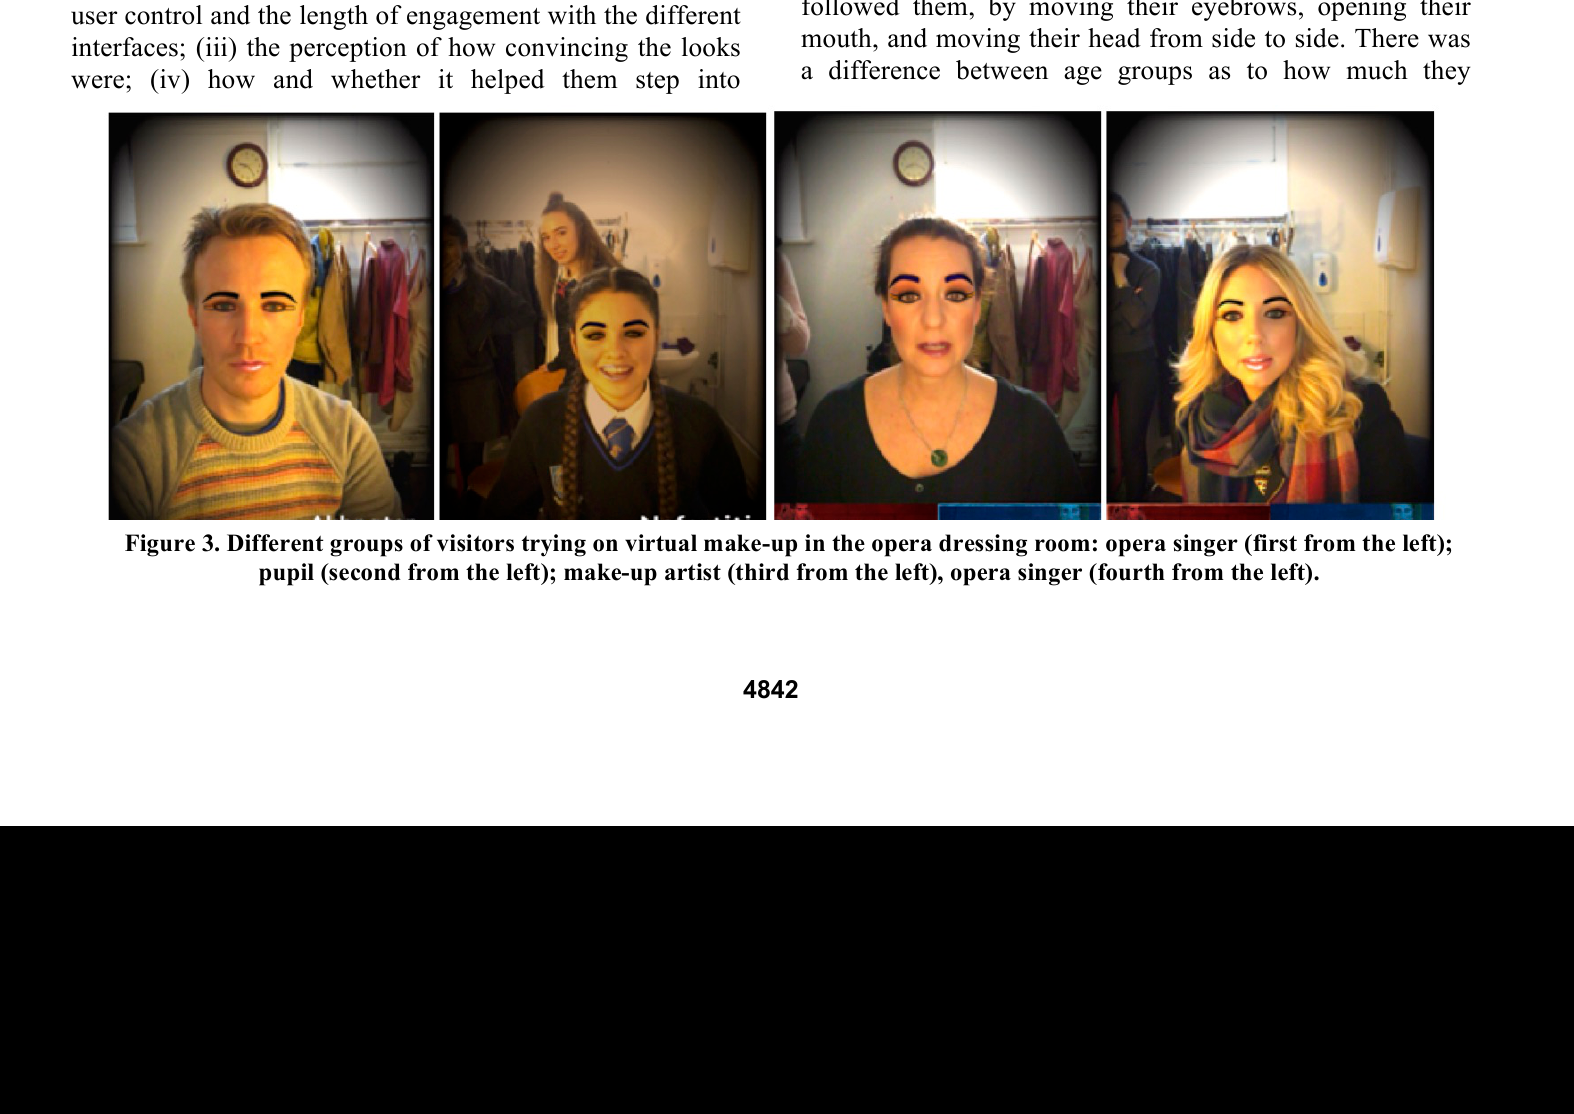 user control and the length of engagement with the different
interfaces; (iii) the perception of how convincing the looks
were; (iv) how and whether it helped them step into
followed them, by moving their eyebrows, opening their
mouth, and moving their head from side to side. There was
a difference between age groups as to how much they
Figure 3. Different groups of visitors trying on virtual make-up in the opera dressing room: opera singer (first from the left);
pupil (second from the left); make-up artist (third from the left), opera singer (fourth from the left).
4842